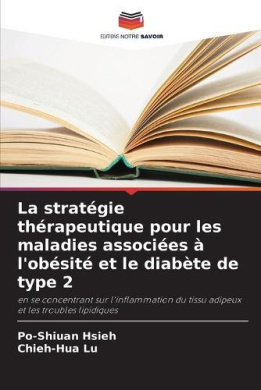 EDITIONS NOTRE SAVOIR
La stratégie
thérapeutique pour les
maladies associées à
l'obésité et le diabète de
type 2
en se concentrant sur l'inflammation du tissu adipeux
et les troubles lipidiques
Po-Shiuan Hsieh
Chieh-Hua Lu